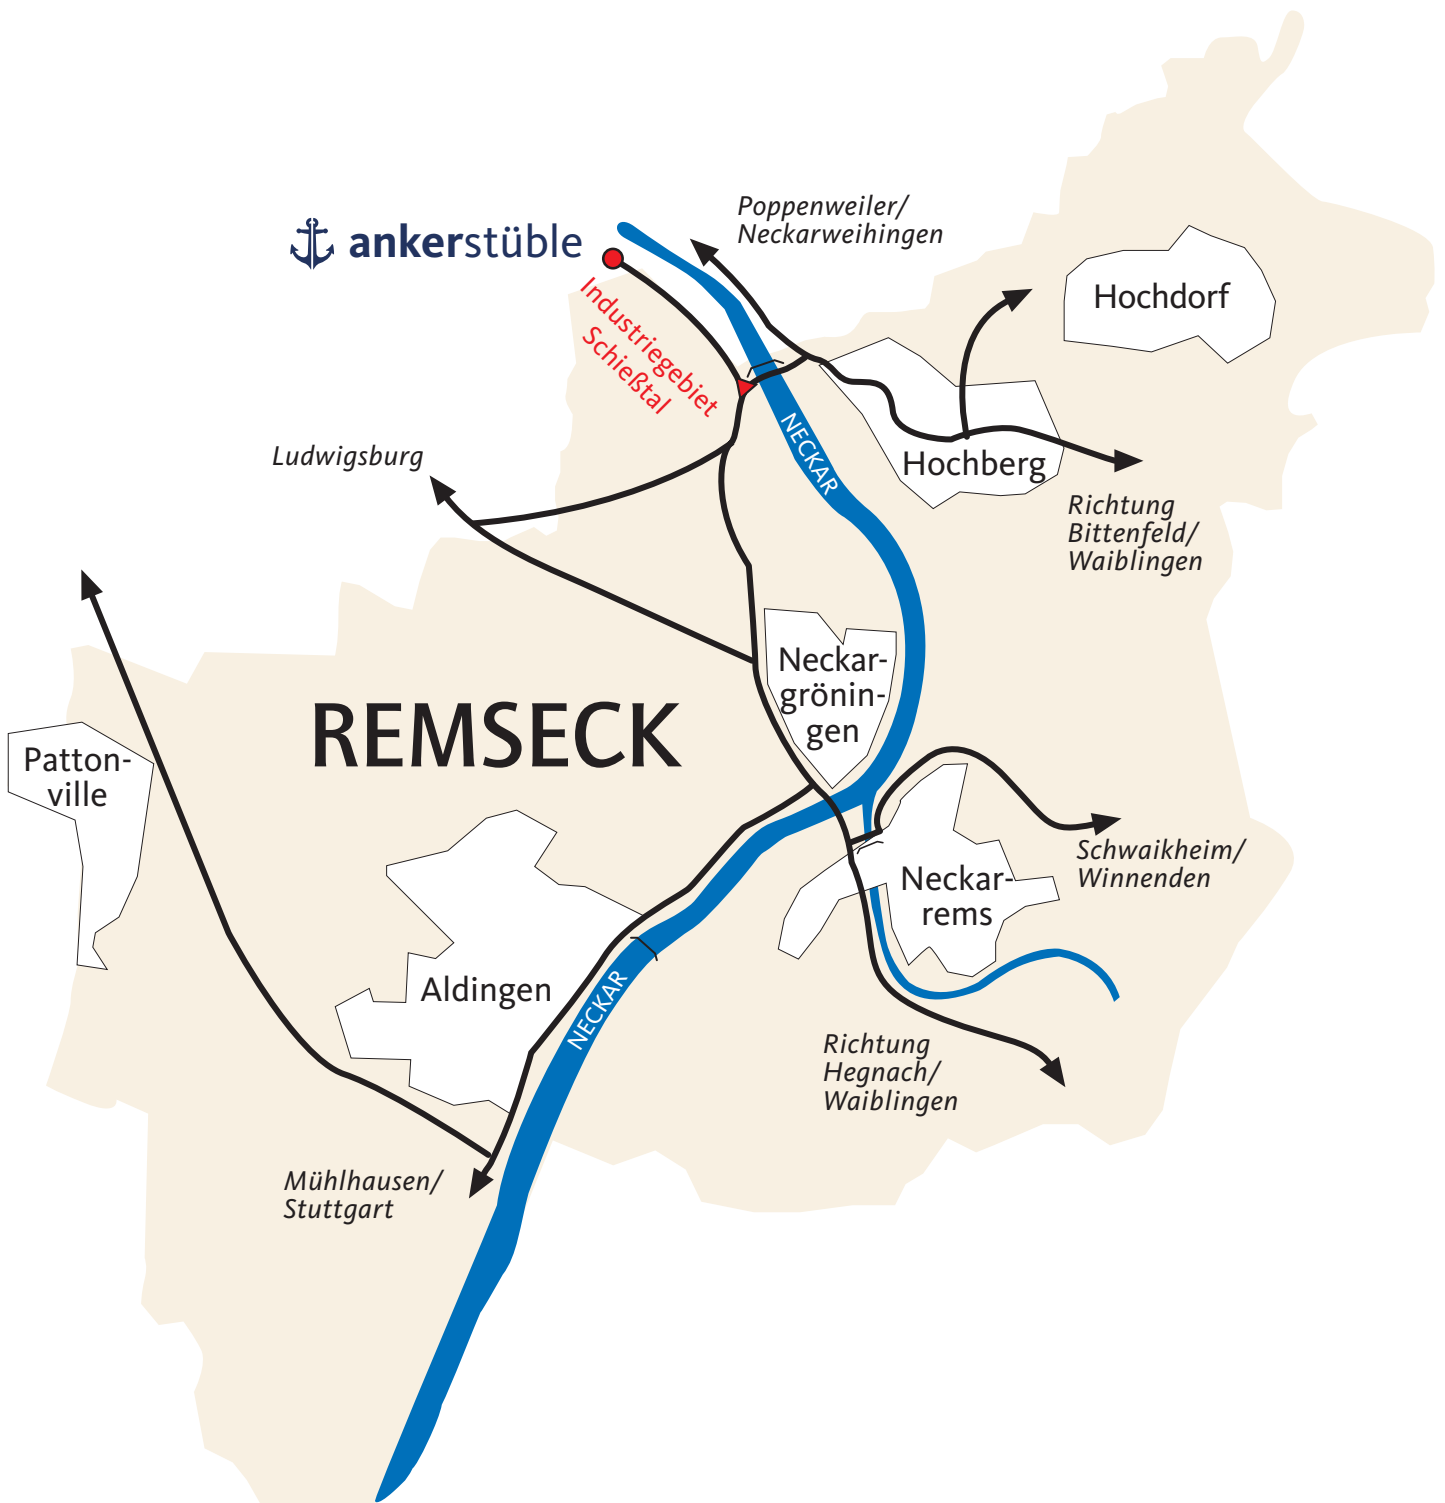 Poppenweiler/
Neckarweihingen
ankerstüble
Industriegebiet
Schießtal
Hochdorf
NECKAR
Hochberg
Ludwigsburg
Richtung
Bittenfeld/
Waiblingen
Neckar-
grönin-
gen
REMSECK
Patton-
ville
Schwaikheim/
Winnenden
Neckar-
rems
Aldingen
NECKAR
Richtung
Hegnach/
Waiblingen
Mühlhausen/
Stuttgart